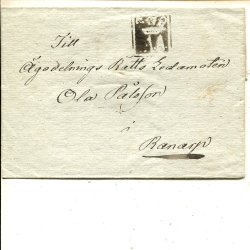 Till
Ägodelnings Rätts Ledamoten
Ola Pålsson
i
Ranarp